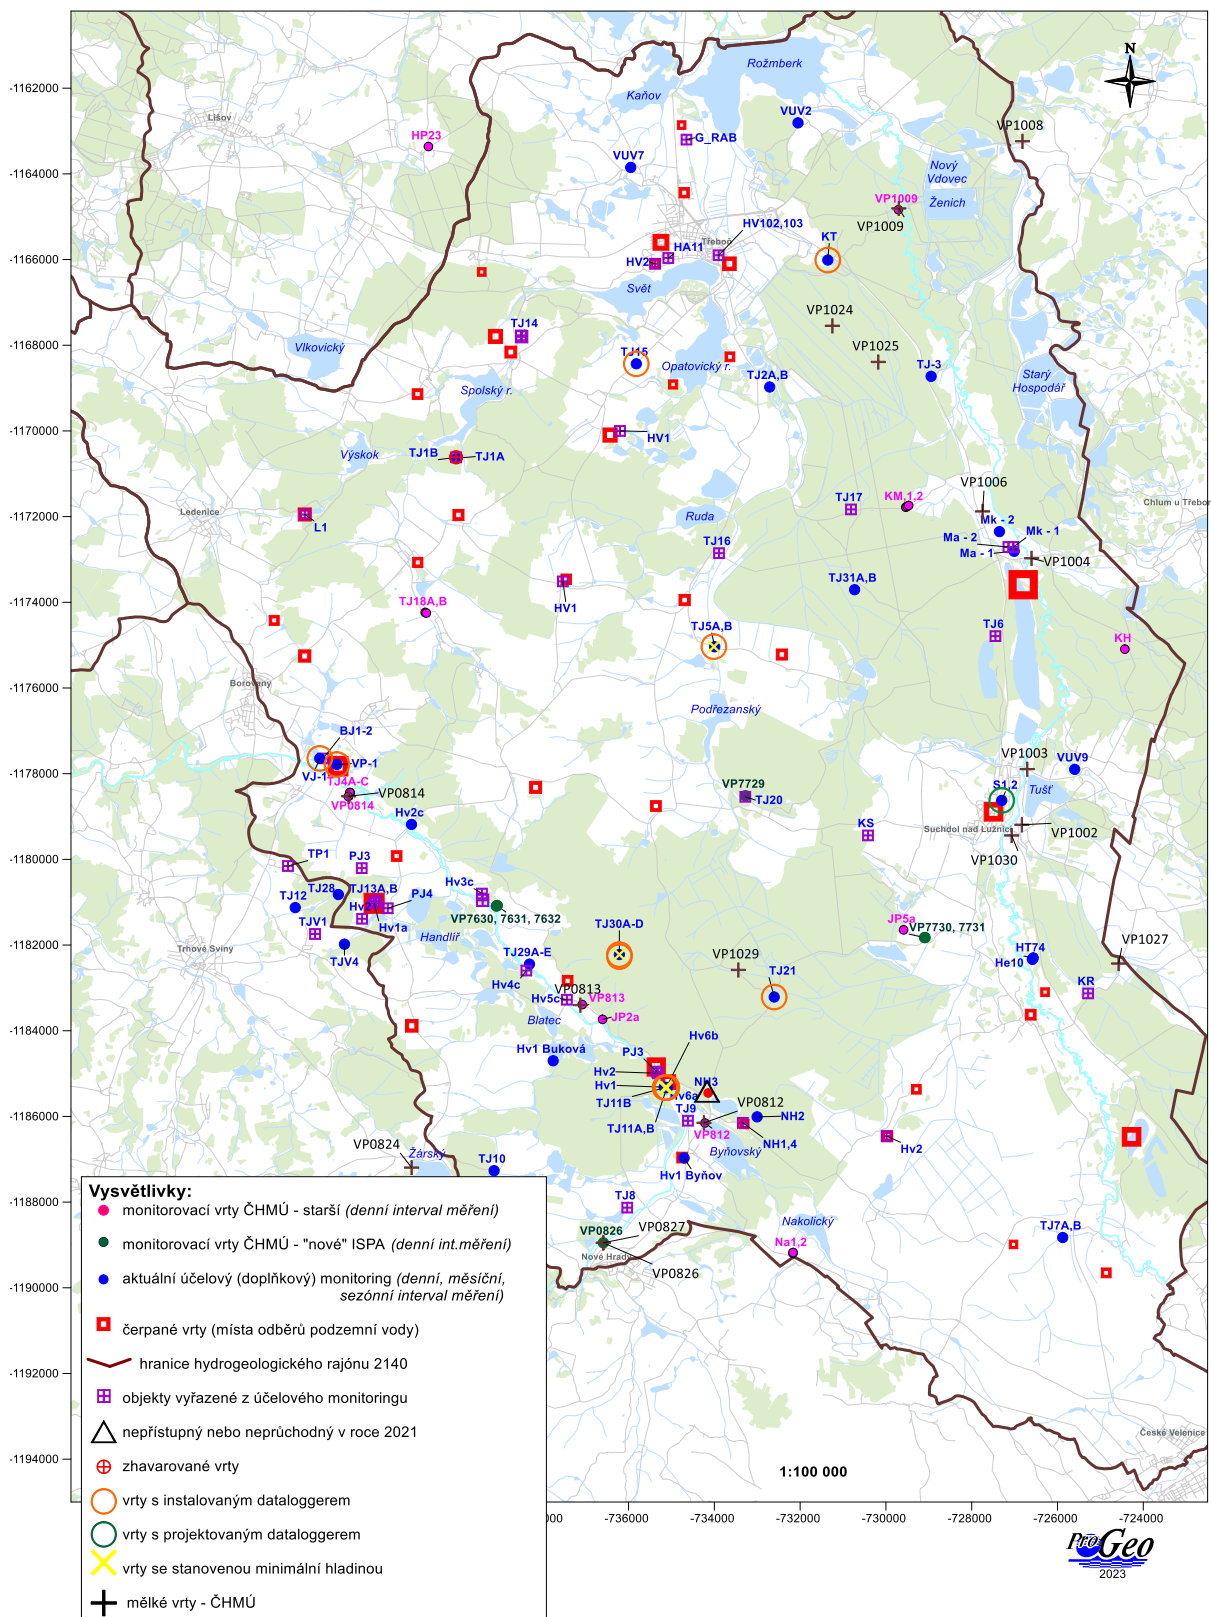 Rožmberk
N
-1162000
Kaňov
Lišov
VUV2
VP1008
HP23
G_RAB
VUV7
Nový
Vdovec
-1164000
VP1009
Ženich
VP1009
HV102,103
KT
HA11
Třeboň
-1166000
HV2
Svět
VP1024
TJ14
-1168000
Vlkovický
TJ15
VP1025
Opatovický r.
TJ2A,B
TJ-3
Starý
Hospodář
Spolský r.
-1170000
HV1
TJ1B
TJ1A
Výskok
VP1006
TJ17
KM,1,2
Ledenice
Chlum u Třebor
-1172000
L1
Ruda
Mk - 2
Ma - 2
Mk - 1
TJ16
Ma - 1
VP1004
TJ31A,B
-1174000
TJ18A,B
HV1
TJ5A,B
TJ6
KH
-1176000
Borovany
Podřezanský
BJ1-2
VP1003
VUV9
VP-1
-1178000
VJ-1
TJ4A-C
VP7729
S1,2
Tušť
VP0814
VP0814
TJ20
Hv2c
KS
Suchdol nad Lužnicí
VP1002
VP1030
-1180000
TP1
PJ3
Hv3c
TJ28
TJ13A,B
PJ4
TJ12
Hv2
VP7630, 7631, 7632
JP5a
TJV1
Hv1a
TJ30A-D
VP7730, 7731
-1182000
Handlíř
Trhové Sviny
TJV4
TJ29A-E
VP1029
HT74
VP1027
He10
TJ21
Hv4c
KR
VP0813
Hv5c
VP813
-1184000
Blatec
JP2a
Hv6b
Hv1 Buková
PJ3
Hv2
NH3
Hv1
Hv6a
TJ11B
VP0812
-1186000
TJ9
TJ11A,B
NH2
VP812
NH1,4
VP0824
Žárský
Byňovský
Hv2
TJ10
Hv1 Byňov
-1188000
TJ8
Nakolický
VP0826
VP0827
TJ7A,B
Na1,2
Nové Hrady
VP0826
-1190000
-1192000
České Velenice
-1194000
Vysvětlivky:
monitorovací vrty ČHMÚ - starší (denní interval měření)
monitorovací vrty ČHMÚ - "nové" ISPA (denní int.měření)
aktuální účelový (doplňkový) monitoring (denní, měsíční,
sezónní interval měření)
čerpané vrty (místa odběrů podzemní vody)
hranice hydrogeologického rajónu 2140
objekty vyřazené z účelového monitoringu
nepřístupný nebo neprůchodný v roce 2021
zhavarované vrty
vrty s instalovaným dataloggerem
vrty s projektovaným dataloggerem
vrty se stanovenou minimální hladinou
mělké vrty - ČHMÚ
1:100 000
-736000
-734000
-732000
-730000
-728000
-726000
-724000
ProGeo
2023